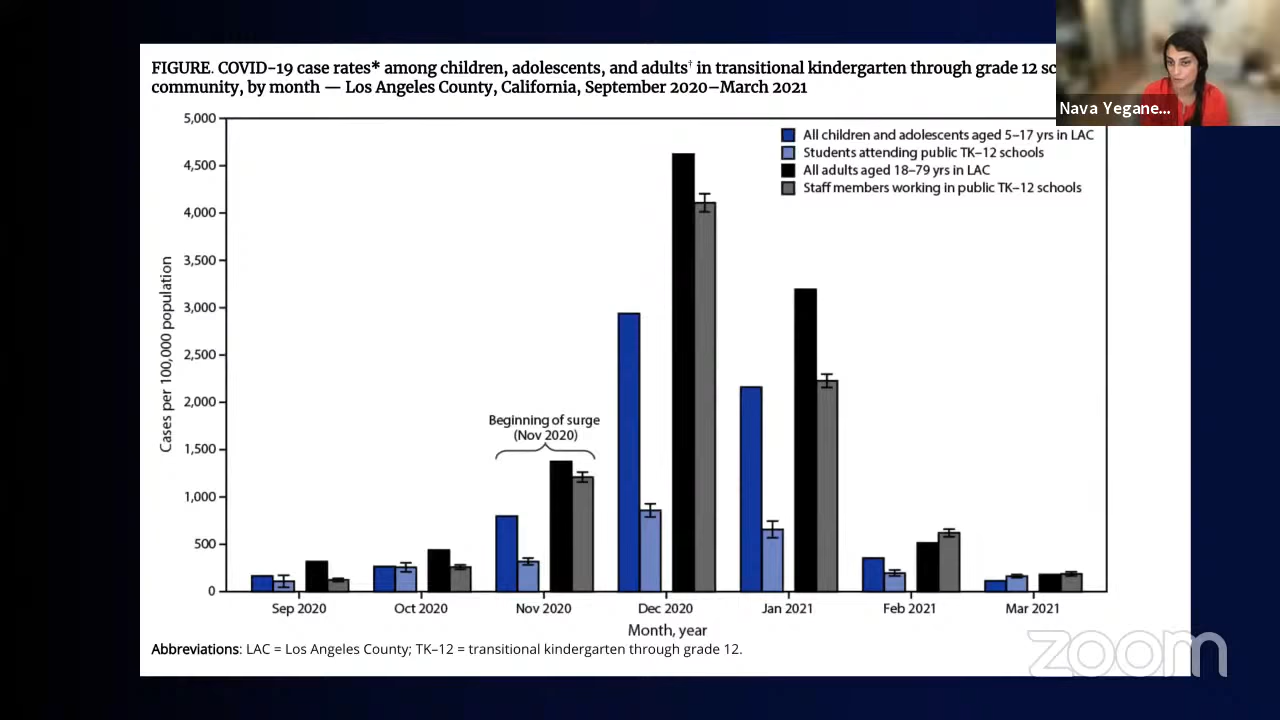 FIGURE. COVID-19 case rates* among children, adolescents, and adults† in transitional kindergarten through grade 12
community, by month — Los Angeles County, California, September 2020–March 2021
Nava Yegane...
5,000
4,500
4,000
3,500
3,000
2,500
2,000
1,500
1,000
500
0
Cases per 100,000 population
All children and adolescents aged 5–17 yrs in LAC
Students attending public TK–12 schools
All adults aged 18–79 yrs in LAC
Staff members working in public TK–12 schools
Beginning of surge
(Nov 2020)
Sep 2020
Oct 2020
Nov 2020
Dec 2020
Jan 2021
Feb 2021
Mar 2021
Month, year
Abbreviations: LAC = Los Angeles County; TK–12 = transitional kindergarten through grade 12.
zoom